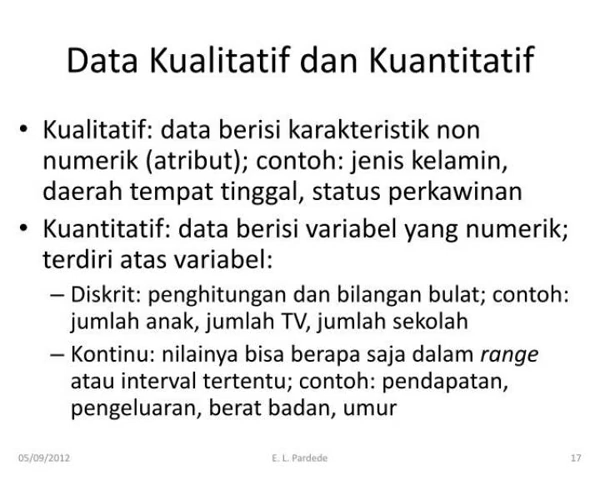 Data Kualitatif dan Kuantitatif
• Kualitatif: data berisi karakteristik non
numerik (atribut); contoh: jenis kelamin,
daerah tempat tinggal, status perkawinan
• Kuantitatif: data berisi variabel yang numerik;
terdiri atas variabel:
– Diskrit: penghitungan dan bilangan bulat; contoh:
jumlah anak, jumlah TV, jumlah sekolah
– Kontinu: nilainya bisa berapa saja dalam range
atau interval tertentu; contoh: pendapatan,
pengeluaran, berat badan, umur
05/09/2012 E. L. Pardede 17